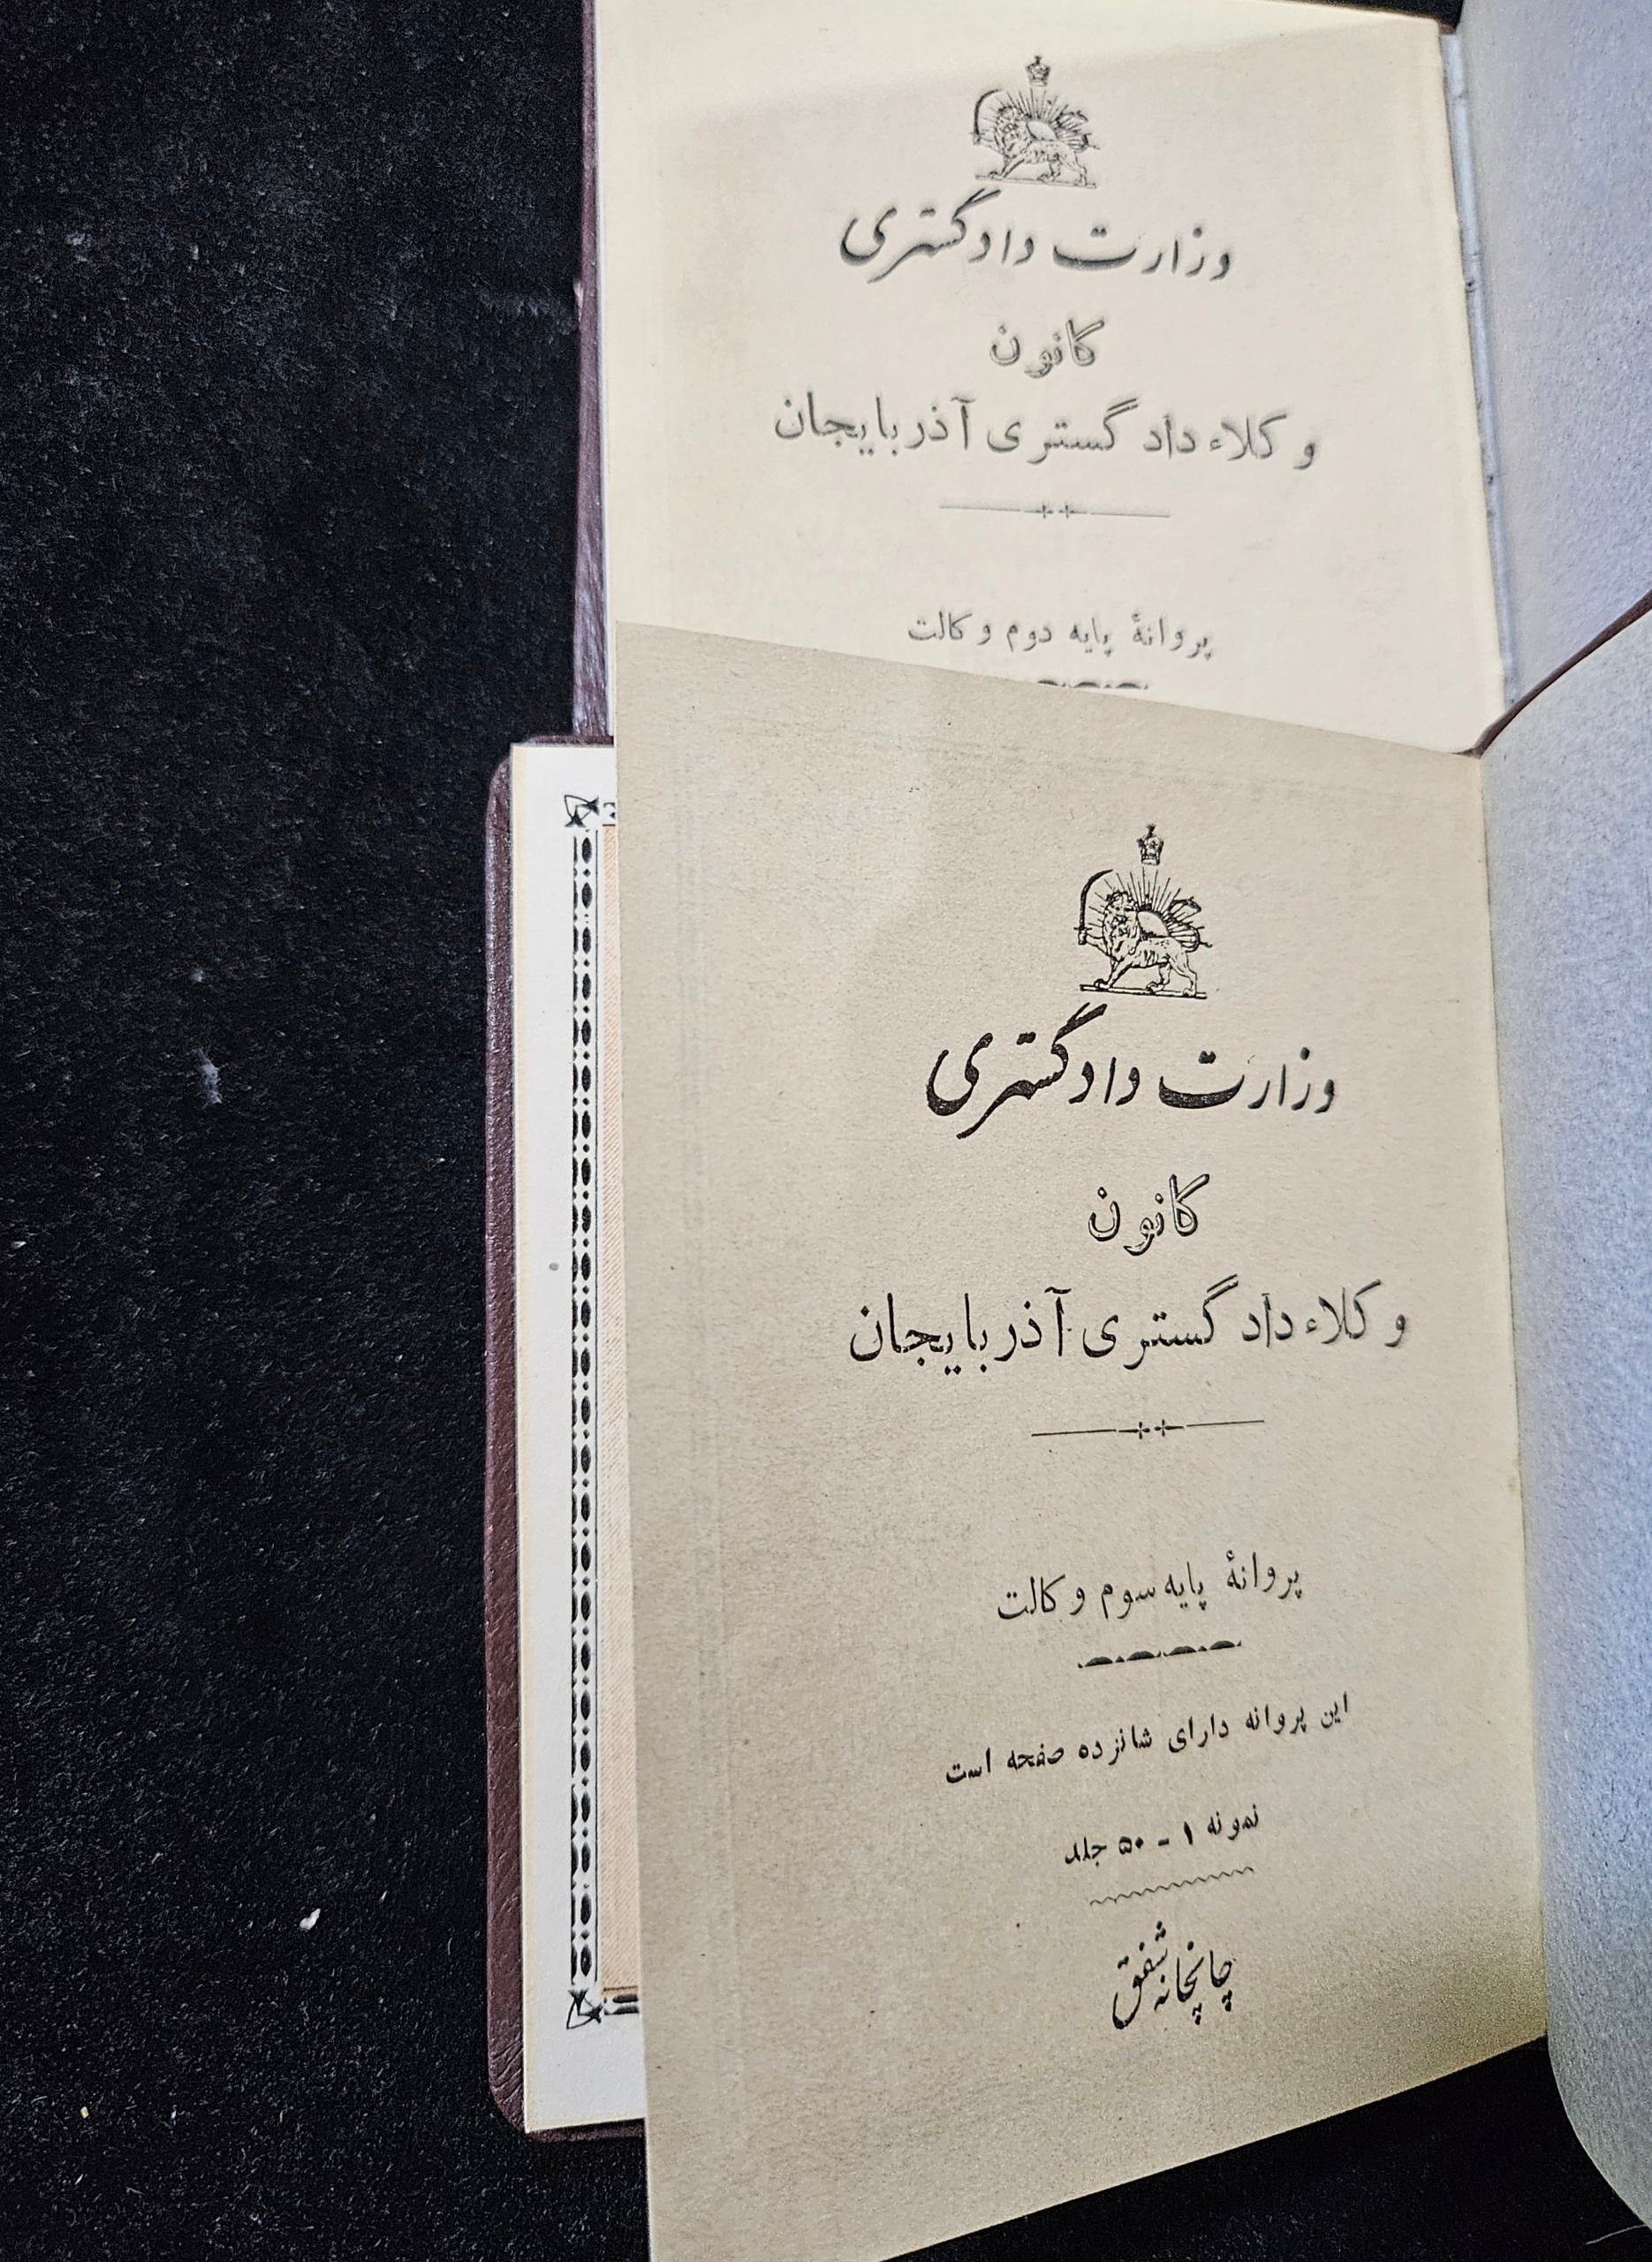 وزارت دادگستری
کانون
وکلاء دادگستری آذربایجان
پروانهٔ پایه دوم وکالت
وزارت دادگستری
کانون
وکلاء دادگستری آذربایجان
پروانهٔ پایه سوم وکالت
این پروانه دارای شانزده صفحه است
نمونه ۱ - ۵۰ جلد
چاپخانه شفق